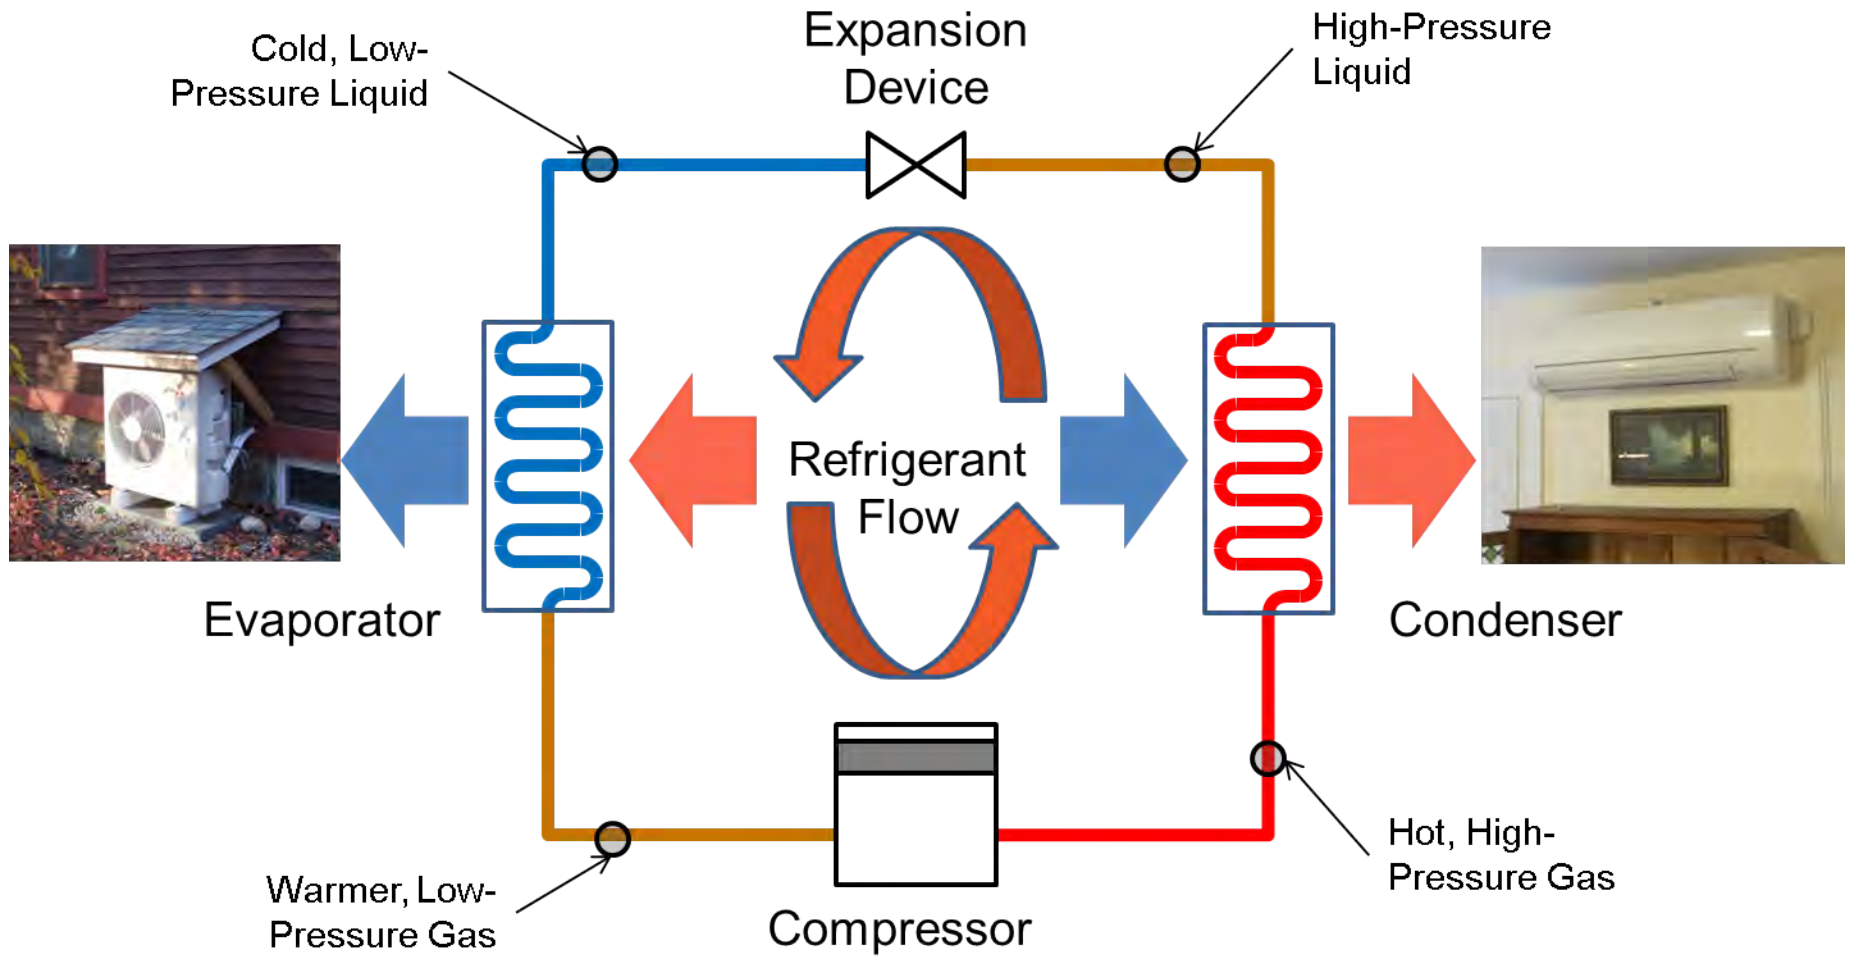 Cold, Low-
Pressure Liquid
Expansion
Device
High-Pressure
Liquid
Refrigerant
Flow
Evaporator
Condenser
Warmer, Low-
Pressure Gas
Compressor
Hot, High-
Pressure Gas